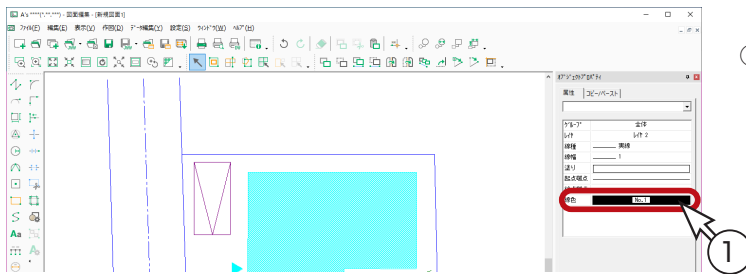 A's ****(*.**.***) - 図面編集 - [新規図面1]
ﾌｧｲﾙ(F) 編集(E) 表示(V) 作図(D) ﾃﾞｰﾀ編集(Y) 設定(S) ｳｨﾝﾄﾞｳ(W) ﾍﾙﾌﾟ(H)
ｵﾌﾞｼﾞｪｸﾄﾌﾟﾛﾊﾟﾃｨ
属性 コピー/ペースト
ｸﾞﾙｰﾌﾟ 全体
ﾚｲﾔ ﾚｲﾔ 2
線種 実線
線幅 1
塗り
起点端点
線色 No.1
1